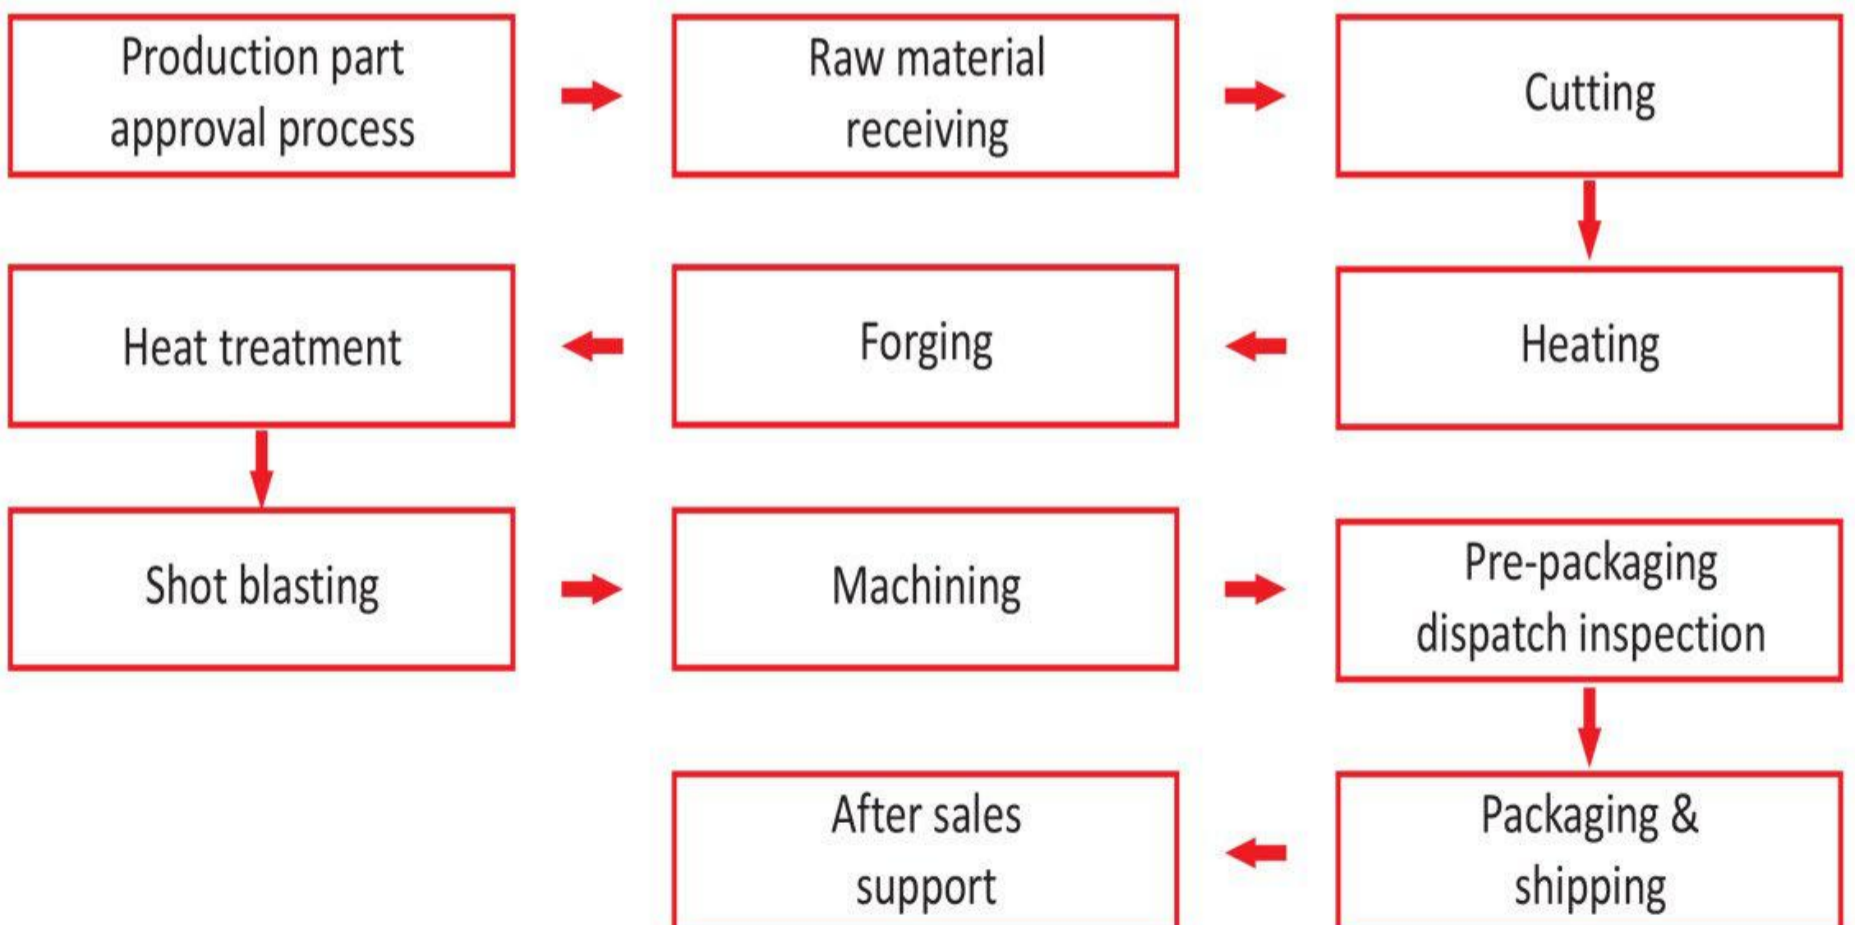 Production part
approval process
Raw material
receiving
Cutting
Heating
Forging
Heat treatment
Shot blasting
Machining
Pre-packaging
dispatch inspection
Packaging &
shipping
After sales
support